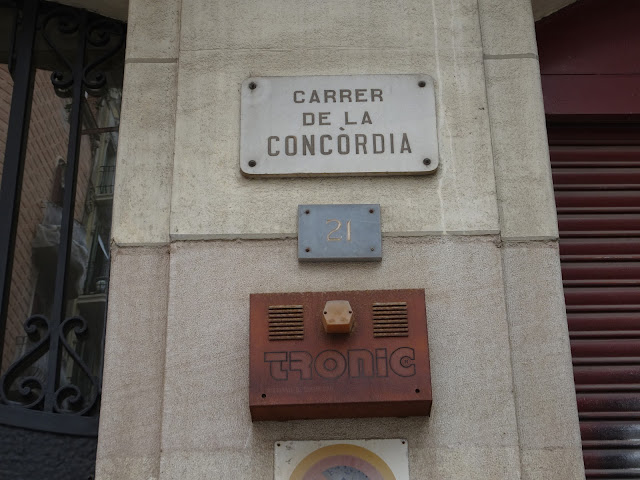 CARRER
DE LA
CONCÒRDIA
21
TRONIC